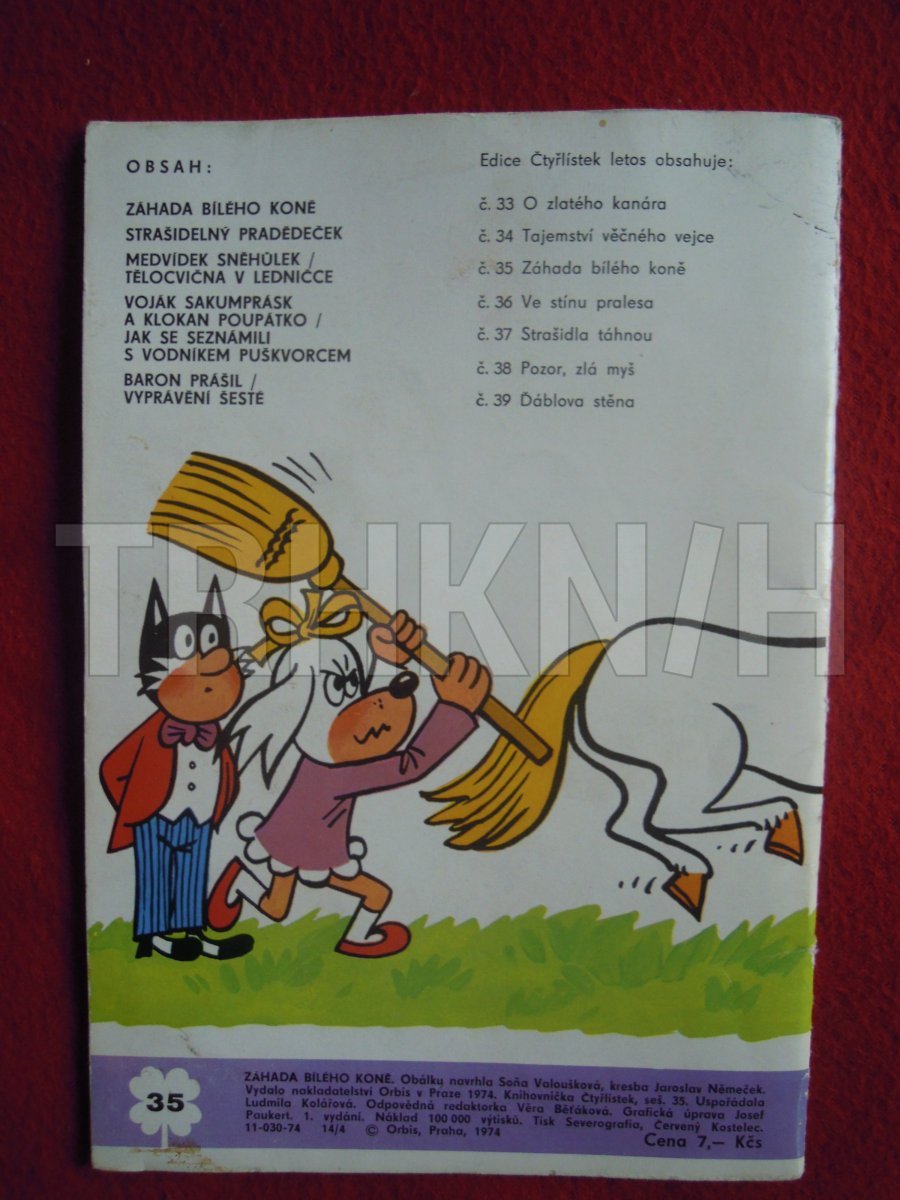 OBSAH:
ZÁHADA BÍLÉHO KONĚ
STRAŠIDELNÝ PRADĚDEČEK
MEDVÍDEK SNĚHŮLEK /
TĚLOCVIČNA V LEDNIČCE
VOJÁK SAKUMPRÁSK
A KLOKAN POUPÁTKO /
JAK SE SEZNÁMILI
S VODNÍKEM PUŠKVORCEM
BARON PRÁŠIL /
VYPRÁVĚNÍ ŠESTÉ
Edice Čtyřlístek letos obsahuje:
č. 33 O zlatého kanára
č. 34 Tajemství věčného vejce
č. 35 Záhada bílého koně
č. 36 Ve stínu pralesa
č. 37 Strašidla táhnou
č. 38 Pozor, zlá myš
č. 39 Ďáblova stěna
TRHKN/H
35
ZÁHADA BÍLÉHO KONĚ. Obálku navrhla Soňa Valoušková, kresba Jaroslav Němeček.
Vydalo nakladatelství Orbis v Praze 1974. Knihovnička Čtyřlístek, seš. 35. Uspořádala
Ludmila Kolářová. Odpovědná redaktorka Věra Běťáková. Grafická úprava Josef
Paukert. 1. vydání. Náklad 100 000 výtisků. Tisk Severografia, Červený Kostelec.
11-030-74 14/4 © Orbis, Praha, 1974
Cena 7,– Kčs